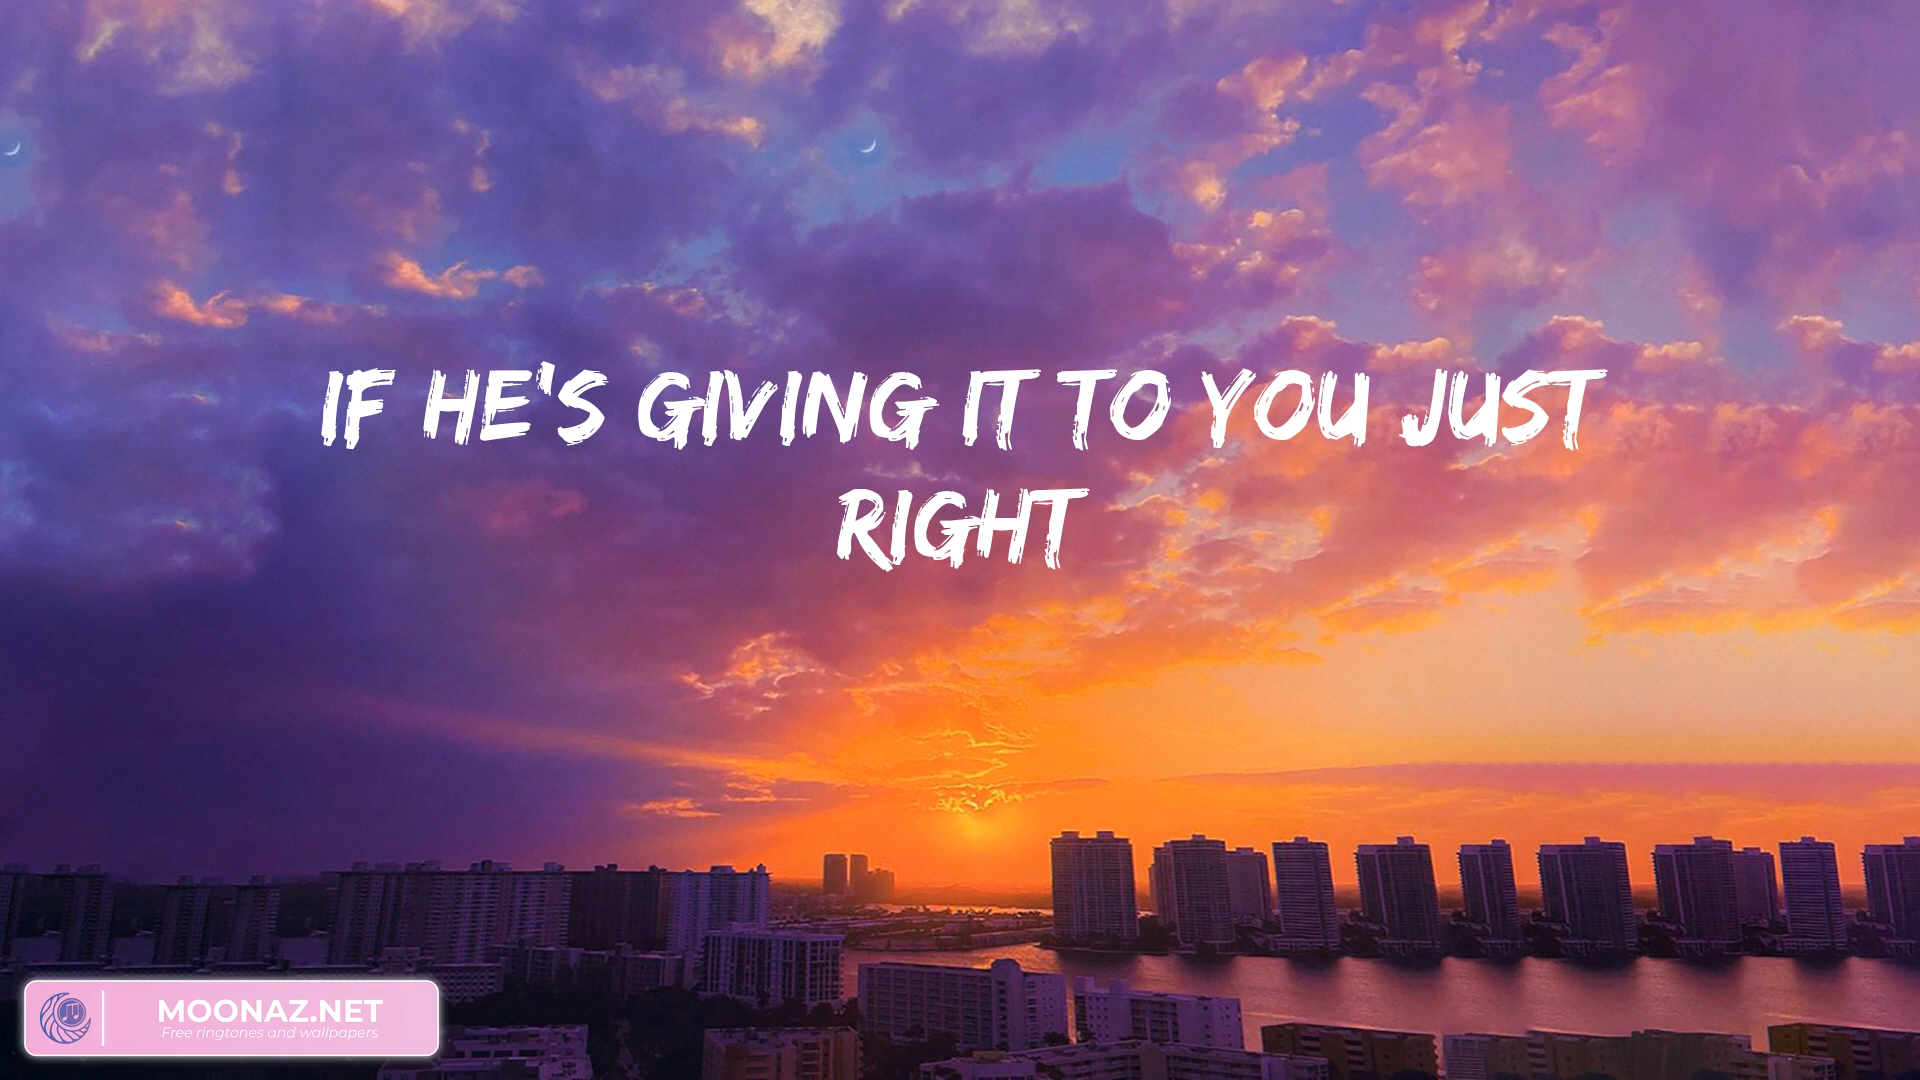 IF HE'S GIVING IT TO YOU JUST
RIGHT
MOONAZ.NET
Free ringtones and wallpapers